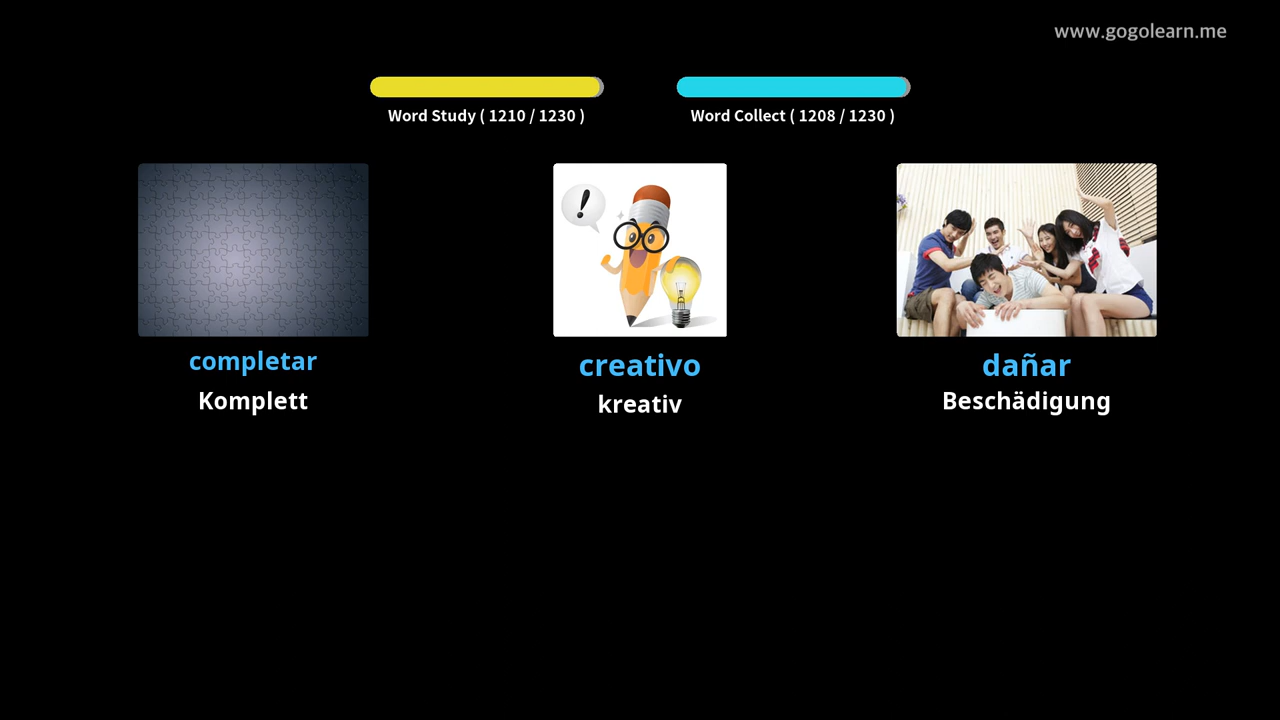 www.gogolearn.me
Word Study ( 1210 / 1230 )
Word Collect ( 1208 / 1230 )
!
completar
creativo
dañar
Komplett
kreativ
Beschädigung